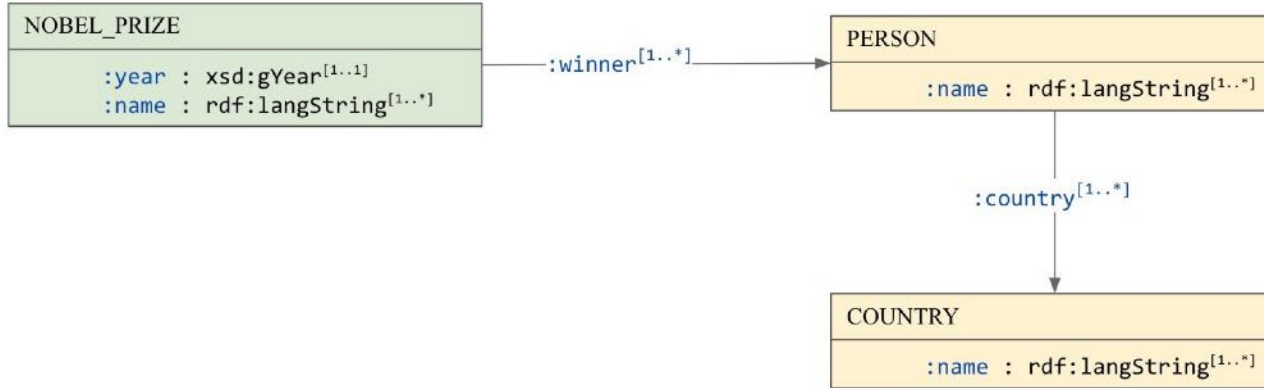 NOBEL_PRIZE
:year : xsd:gYear[1..1]
:name : rdf:langString[1..*]
:winner[1..*]
PERSON
:name : rdf:langString[1..*]
:country[1..*]
COUNTRY
:name : rdf:langString[1..*]